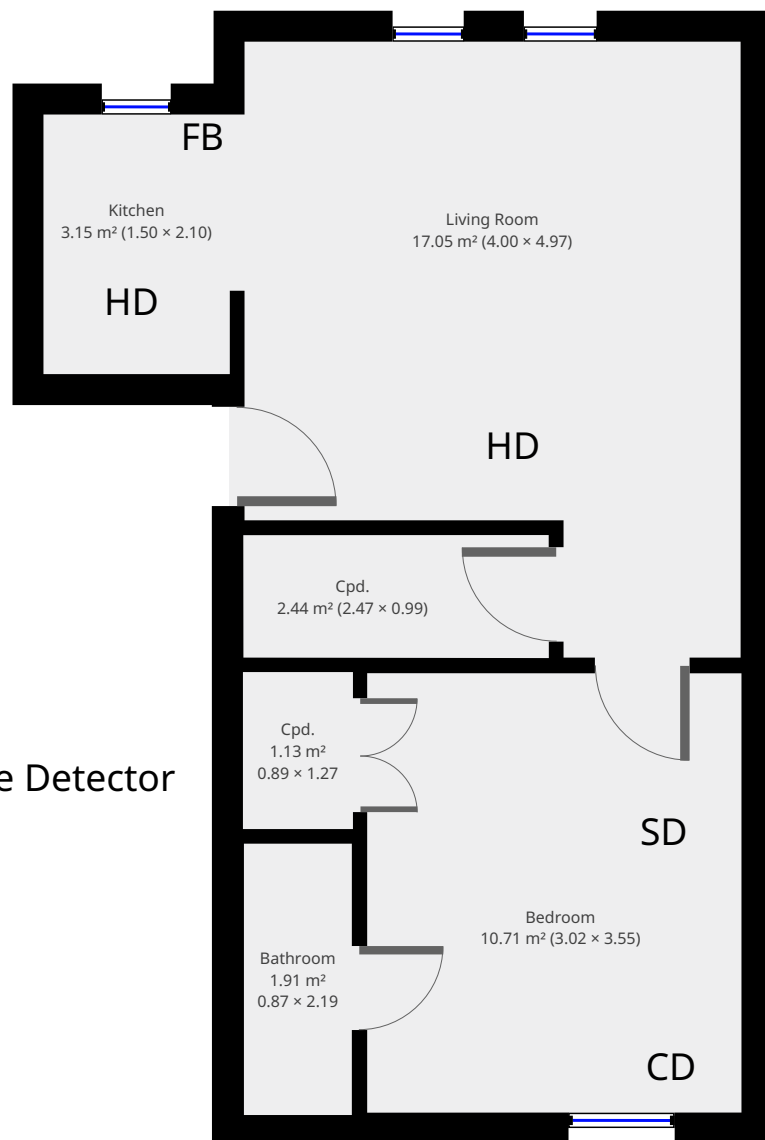 FB
Kitchen
3.15 m² (1.50 × 2.10)
Living Room
17.05 m² (4.00 × 4.97)
HD
HD
Cpd.
2.44 m² (2.47 × 0.99)
Cpd.
1.13 m²
0.89 × 1.27
e Detector
SD
Bedroom
10.71 m² (3.02 × 3.55)
Bathroom
1.91 m²
0.87 × 2.19
CD